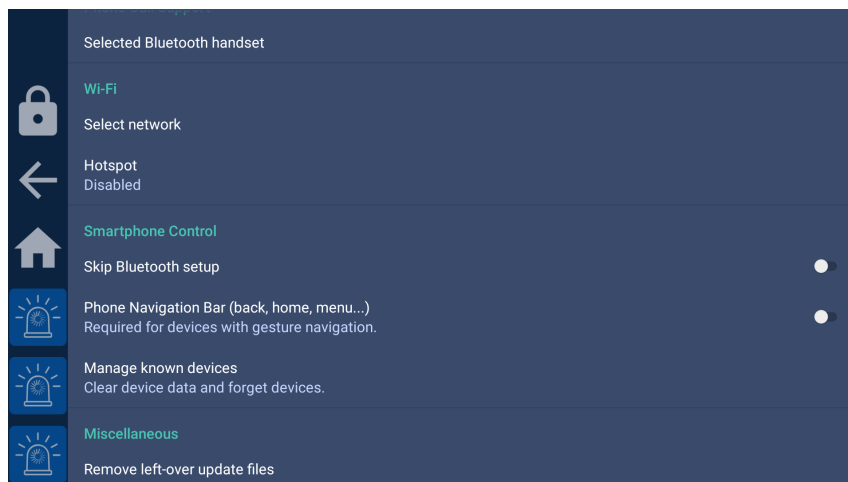 Selected Bluetooth handset
Wi-Fi
Select network
Hotspot
Disabled
Smartphone Control
Skip Bluetooth setup
Phone Navigation Bar (back, home, menu...)
Required for devices with gesture navigation.
Manage known devices
Clear device data and forget devices.
Miscellaneous
Remove left-over update files